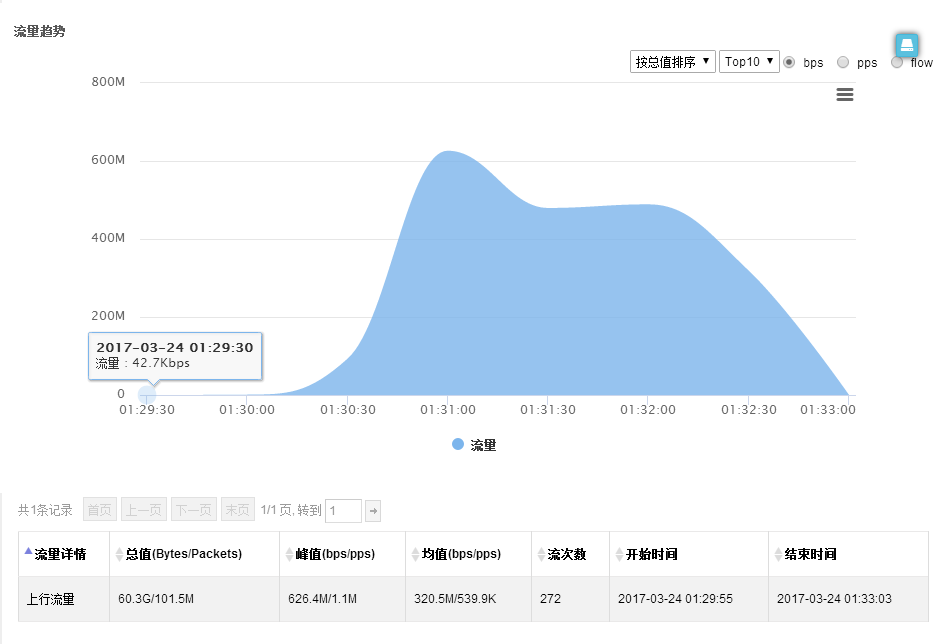 流量趋势
按总值排序 Top10 bps pps flow
800M
600M
400M
200M
2017-03-24 01:29:30
流量 : 42.7Kbps
0
01:29:30 01:30:00 01:30:30 01:31:00 01:31:30 01:32:00 01:32:30 01:33:00
流量
共1条记录 首页 上一页 下一页 末页 1/1 页, 转到 1
流量详情 总值(Bytes/Packets) 峰值(bps/pps) 均值(bps/pps) 流次数 开始时间 结束时间
上行流量 60.3G/101.5M 626.4M/1.1M 320.5M/539.9K 272 2017-03-24 01:29:55 2017-03-24 01:33:03